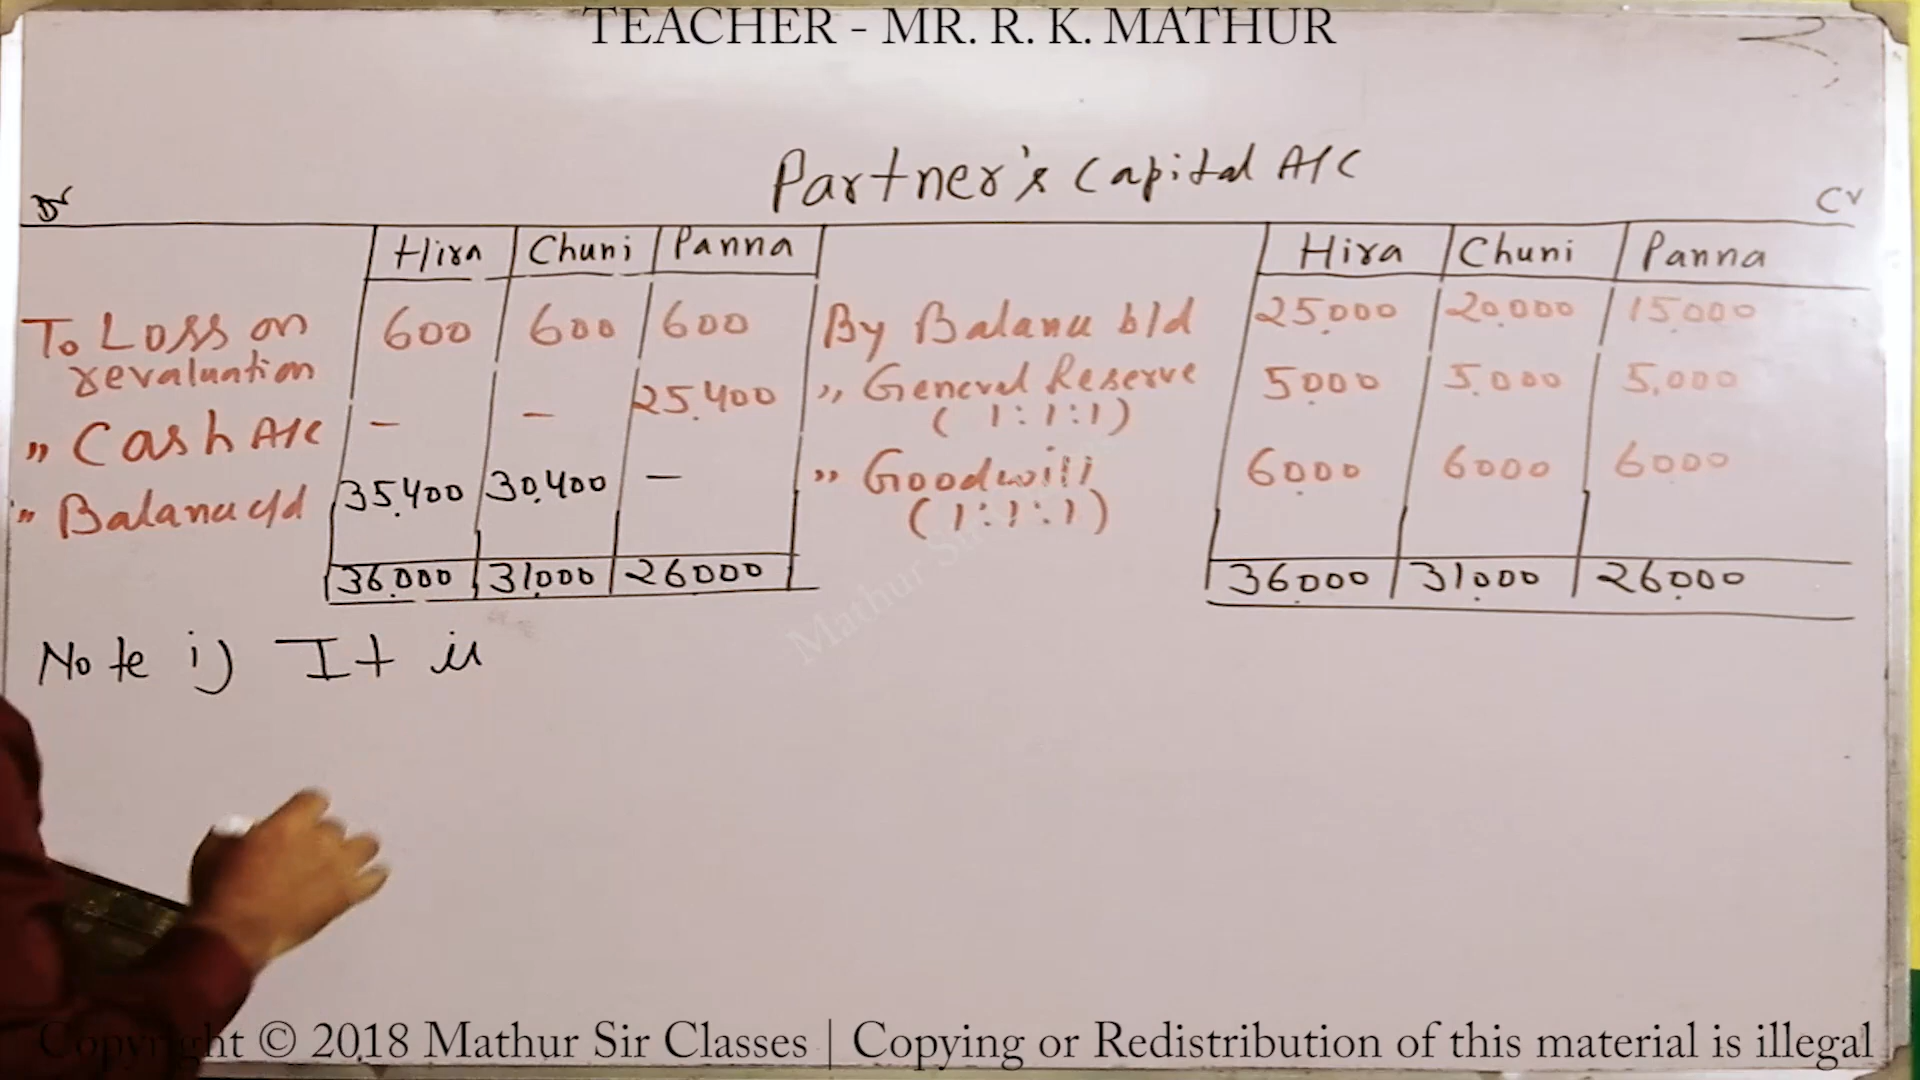 TEACHER - MR. R. K. MATHUR
Partner's Capital A/C
Dr Cr
Hira Chuni Panna Hira Chuni Panna
To Loss on revaluation 600 600 600 By Balance b/d 25,000 20,000 15,000
" Cash A/C - - 25,400 " General Reserve (1:1:1) 5000 5,000 5,000
" Balance c/d 35,400 30,400 - " Goodwill (1:1:1) 6000 6000 6000
36,000 31,000 26000 36,000 31,000 26,000
Note i) It is
Mathur Sir
Copyright © 2018 Mathur Sir Classes | Copying or Redistribution of this material is illegal